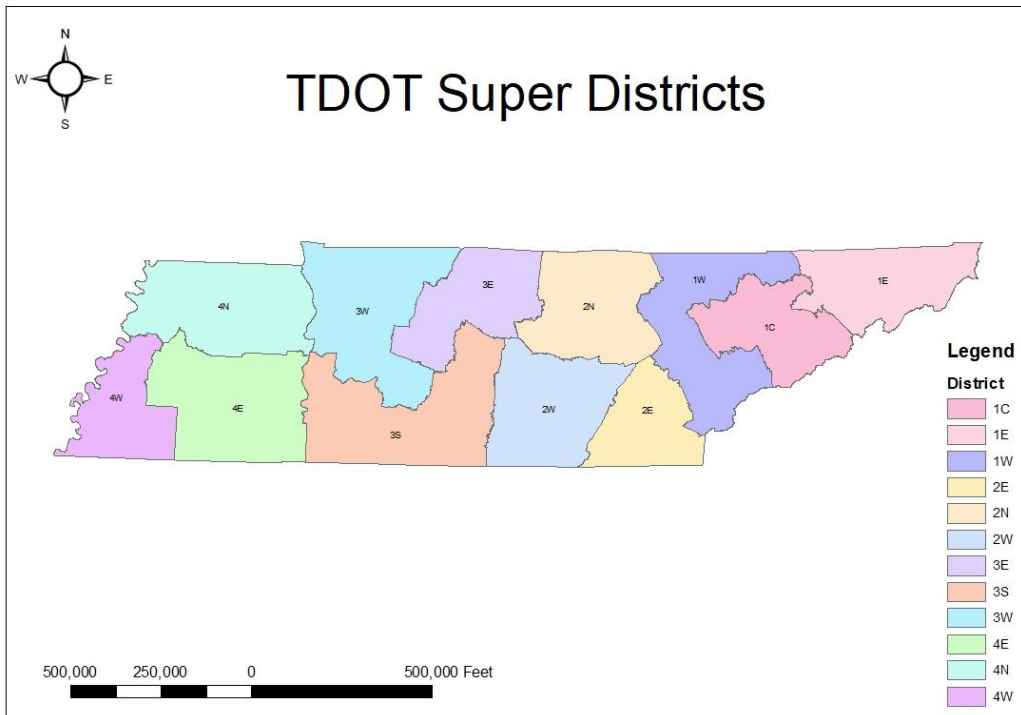 N
W E
S
TDOT Super Districts
4N
3W
3E
2N
1W
1E
1C
4W
4E
3S
2W
2E
Legend
District
1C
1E
1W
2E
2N
2W
3E
3S
3W
4E
4N
4W
500,000 250,000 0 500,000 Feet